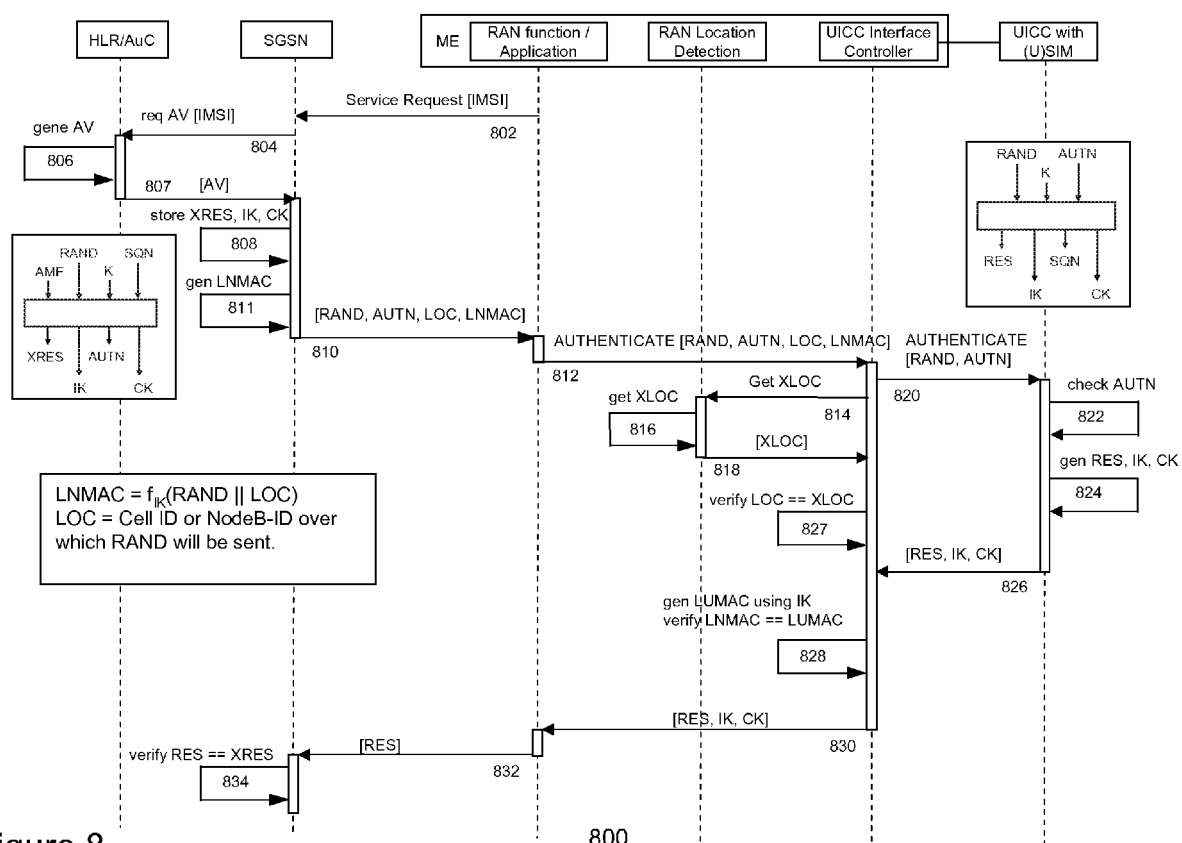 HLR/AuC
SGSN
ME
RAN function /
Application
RAN Location
Detection
UICC Interface
Controller
UICC with
(U)SIM
Service Request [IMSI]
802
req AV [IMSI]
804
gene AV
806
807
[AV]
store XRES, IK, CK
808
gen LNMAC
811
RAND
SQN
AMF
K
XRES
AUTN
IK
CK
RAND
AUTN
K
RES
SQN
IK
CK
[RAND, AUTN, LOC, LNMAC]
810
AUTHENTICATE [RAND, AUTN, LOC, LNMAC]
812
AUTHENTICATE
[RAND, AUTN]
820
Get XLOC
814
get XLOC
816
[XLOC]
818
check AUTN
822
gen RES, IK, CK
824
verify LOC == XLOC
827
[RES, IK, CK]
826
LNMAC = fIK(RAND || LOC)
LOC = Cell ID or NodeB-ID over
which RAND will be sent.
gen LUMAC using IK
verify LNMAC == LUMAC
828
[RES, IK, CK]
830
[RES]
832
verify RES == XRES
834
800